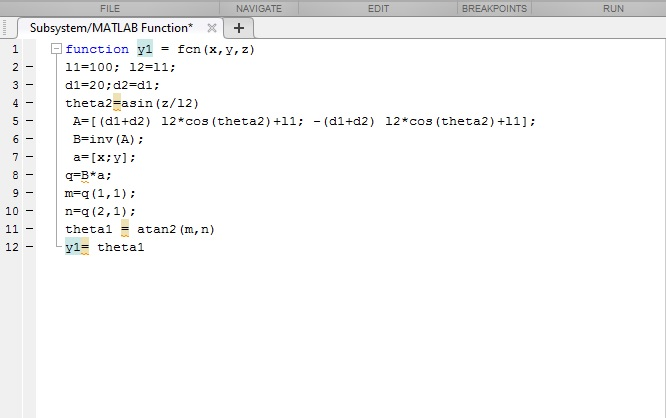 FILE NAVIGATE EDIT BREAKPOINTS RUN
Subsystem/MATLAB Function* × +
1 function y1 = fcn(x,y,z)
2 – l1=100; l2=l1;
3 – d1=20;d2=d1;
4 – theta2=asin(z/l2)
5 – A=[(d1+d2) l2*cos(theta2)+l1; -(d1+d2) l2*cos(theta2)+l1];
6 – B=inv(A);
7 – a=[x;y];
8 – q=B*a;
9 – m=q(1,1);
10 – n=q(2,1);
11 – theta1 = atan2(m,n)
12 – y1= theta1